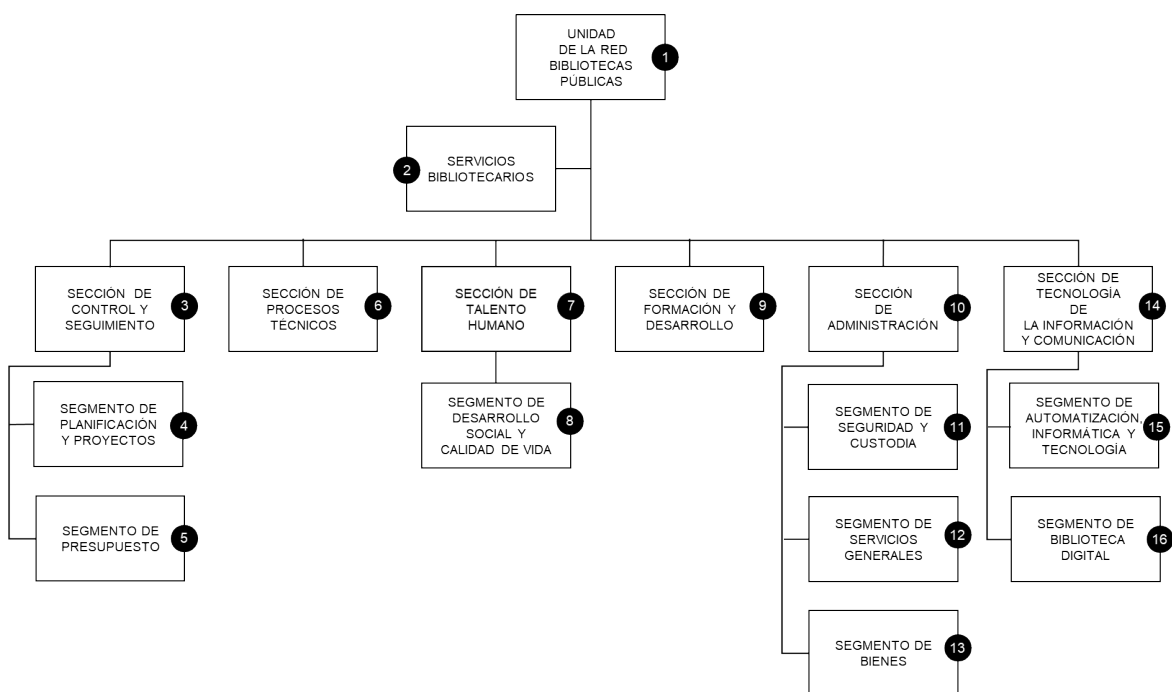 UNIDAD
DE LA RED
BIBLIOTECAS
PÚBLICAS
1
2
SERVICIOS
BIBLIOTECARIOS
SECCIÓN DE
CONTROL Y
SEGUIMIENTO
3
SECCIÓN DE
PROCESOS
TÉCNICOS
6
SECCIÓN DE
TALENTO
HUMANO
7
SECCIÓN DE
FORMACIÓN Y
DESARROLLO
9
SECCIÓN
DE
ADMINISTRACIÓN
10
SECCIÓN DE
TECNOLOGÍA
DE
LA INFORMACIÓN
Y COMUNICACIÓN
14
SEGMENTO DE
PLANIFICACIÓN
Y PROYECTOS
4
SEGMENTO DE
DESARROLLO
SOCIAL Y
CALIDAD DE VIDA
8
SEGMENTO DE
SEGURIDAD Y
CUSTODIA
11
SEGMENTO DE
AUTOMATIZACIÓN,
INFORMÁTICA Y
TECNOLOGÍA
15
SEGMENTO DE
PRESUPUESTO
5
SEGMENTO DE
SERVICIOS
GENERALES
12
SEGMENTO DE
BIBLIOTECA
DIGITAL
16
SEGMENTO DE
BIENES
13